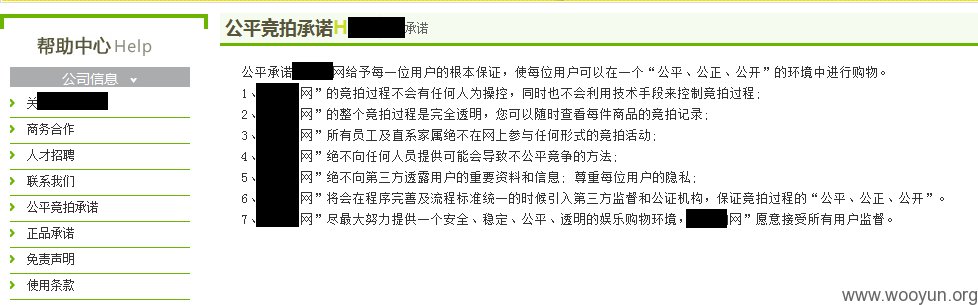 帮助中心Help
公司信息
关
商务合作
人才招聘
联系我们
公平竞拍承诺
正品承诺
免责声明
使用条款
公平竞拍承诺H 承诺
公平承诺 网给予每一位用户的根本保证，使每位用户可以在一个“公平、公正、公开”的环境中进行购物。
1、 网”的竞拍过程不会有任何人为操控，同时也不会利用技术手段来控制竞拍过程；
2、 网”的整个竞拍过程是完全透明，您可以随时查看每件商品的竞拍记录；
3、 网”所有员工及直系家属绝不在网上参与任何形式的竞拍活动；
4、 网”绝不向任何人员提供可能会导致不公平竞争的方法；
5、 网”绝不向第三方透露用户的重要资料和信息；尊重每位用户的隐私；
6、 网”将会在程序完善及流程标准统一的时候引入第三方监督和公证机构，保证竞拍过程的“公平、公正、公开”。
7、 网”尽最大努力提供一个安全、稳定、公平、透明的娱乐购物环境， 网”愿意接受所有用户监督。
www.wooyun.org